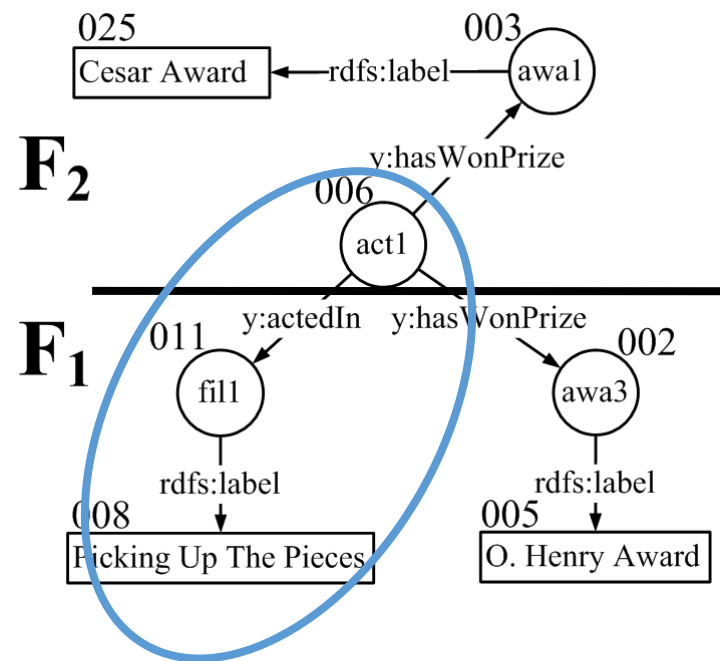 025
003
Cesar Award
rdfs:label
awa1
F2
y:hasWonPrize
006
act1
F1
y:actedIn
y:hasWonPrize
011
002
fil1
awa3
rdfs:label
rdfs:label
008
005
Picking Up The Pieces
O. Henry Award